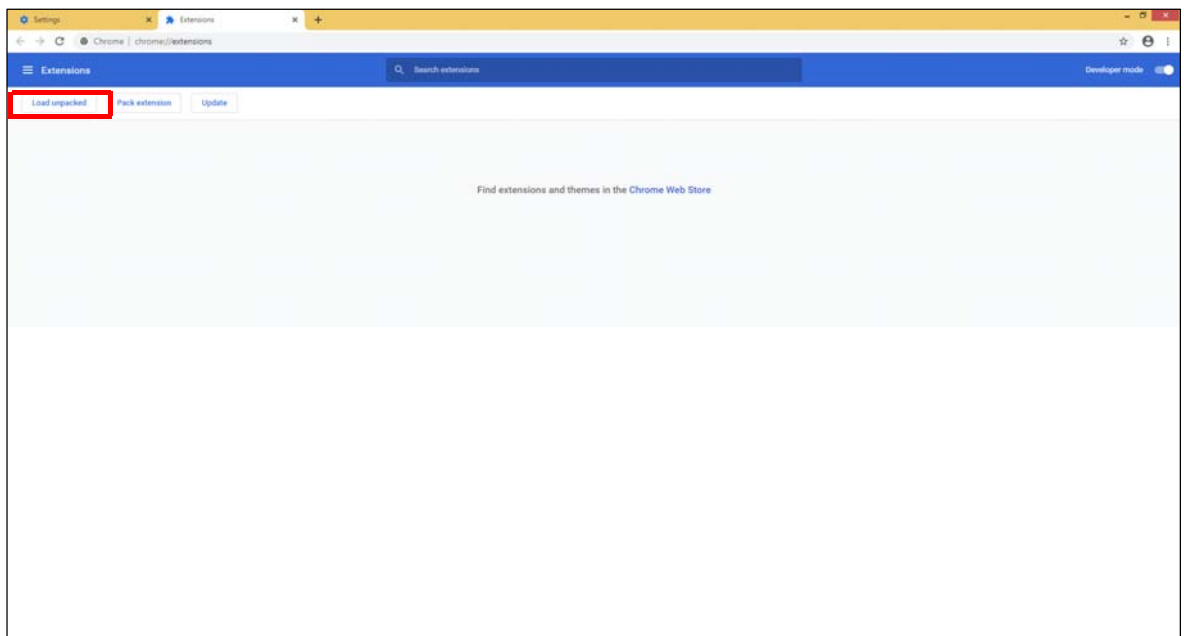 Settings Extensions
Chrome | chrome://extensions
Extensions Search extensions Developer mode
Load unpacked Pack extension Update
Find extensions and themes in the Chrome Web Store